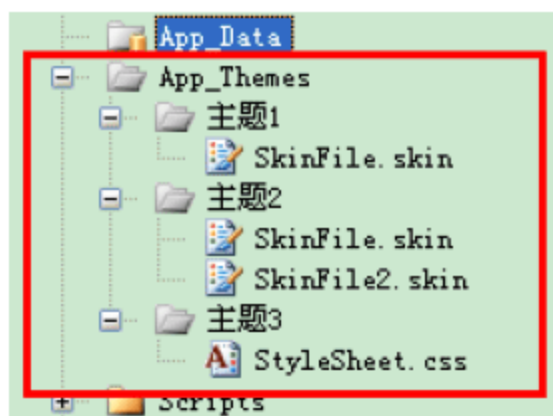 App_Data
App_Themes
主题1
SkinFile.skin
主题2
SkinFile.skin
SkinFile2.skin
主题3
StyleSheet.css
Scripts